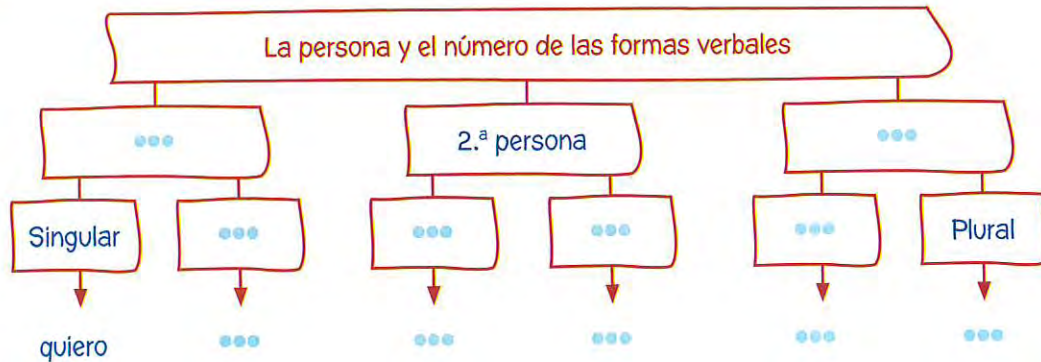 La persona y el número de las formas verbales
●●● 2.ª persona ●●●
Singular ●●● ●●● ●●● ●●● Plural
quiero ●●● ●●● ●●● ●●● ●●●